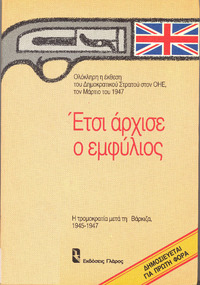 Ολόκληρη η έκθεση
του Δημοκρατικού Στρατού στον ΟΗΕ,
τον Μάρτιο του 1947
Έτσι άρχισε
ο εμφύλιος
Η τρομοκρατία μετά τη Βάρκιζα,
1945-1947
ΔΗΜΟΣΙΕΥΕΤΑΙ
ΓΙΑ ΠΡΩΤΗ ΦΟΡΑ
Εκδόσεις Γλάρος